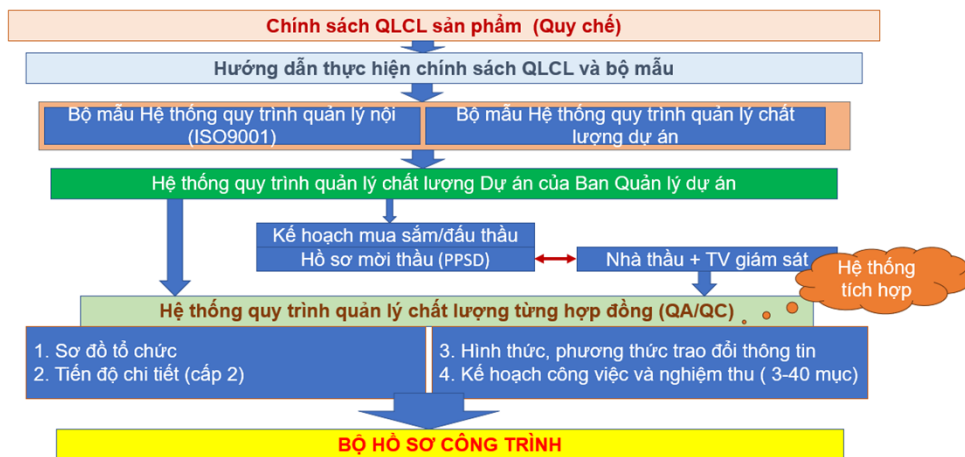 Chính sách QLCL sản phẩm (Quy chế)
Hướng dẫn thực hiện chính sách QLCL và bộ mẫu
Bộ mẫu Hệ thống quy trình quản lý nội
(ISO9001)
Bộ mẫu Hệ thống quy trình quản lý chất
lượng dự án
Hệ thống quy trình quản lý chất lượng Dự án của Ban Quản lý dự án
Kế hoạch mua sắm/đấu thầu
Hồ sơ mời thầu (PPSD)
Nhà thầu + TV giám sát
Hệ thống
tích hợp
Hệ thống quy trình quản lý chất lượng từng hợp đồng (QA/QC)
1. Sơ đồ tổ chức
2. Tiến độ chi tiết (cấp 2)
3. Hình thức, phương thức trao đổi thông tin
4. Kế hoạch công việc và nghiệm thu ( 3-40 mục)
BỘ HỒ SƠ CÔNG TRÌNH